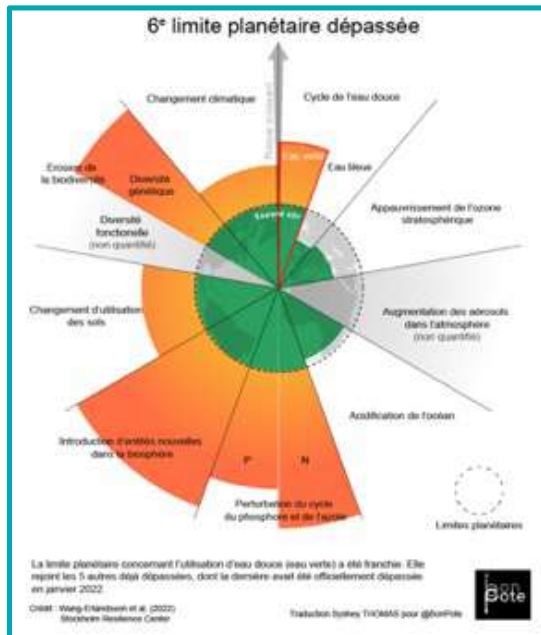 6e limite planétaire dépassée
Changement climatique
Cycle de l'eau douce
Eau verte
Eau bleue
Erosion de
la biodiversité
Diversité
génétique
Appauvrissement de l'ozone
stratosphérique
Diversité
fonctionelle
(non quantifié)
Changement d'utilisation
des sols
Augmentation des aérosols
dans l'atmosphère
(non quantifié)
Acidification de l'océan
Introduction d'entités nouvelles
dans la biosphère
P
N
Perturbation du cycle
du phosphore et de l'azote
Limites planétaires
La limite planétaire concernant l'utilisation d'eau douce (eau verte) a été franchie. Elle
rejoint les 5 autres déjà dépassées, dont la dernière avait été officiellement dépassée
en janvier 2022.
Crédit : Wang-Erlandsson et al. (2022)
Stockholm Resilience Center
Traduction Sydney THOMAS pour @BonPote
Bon
Pote